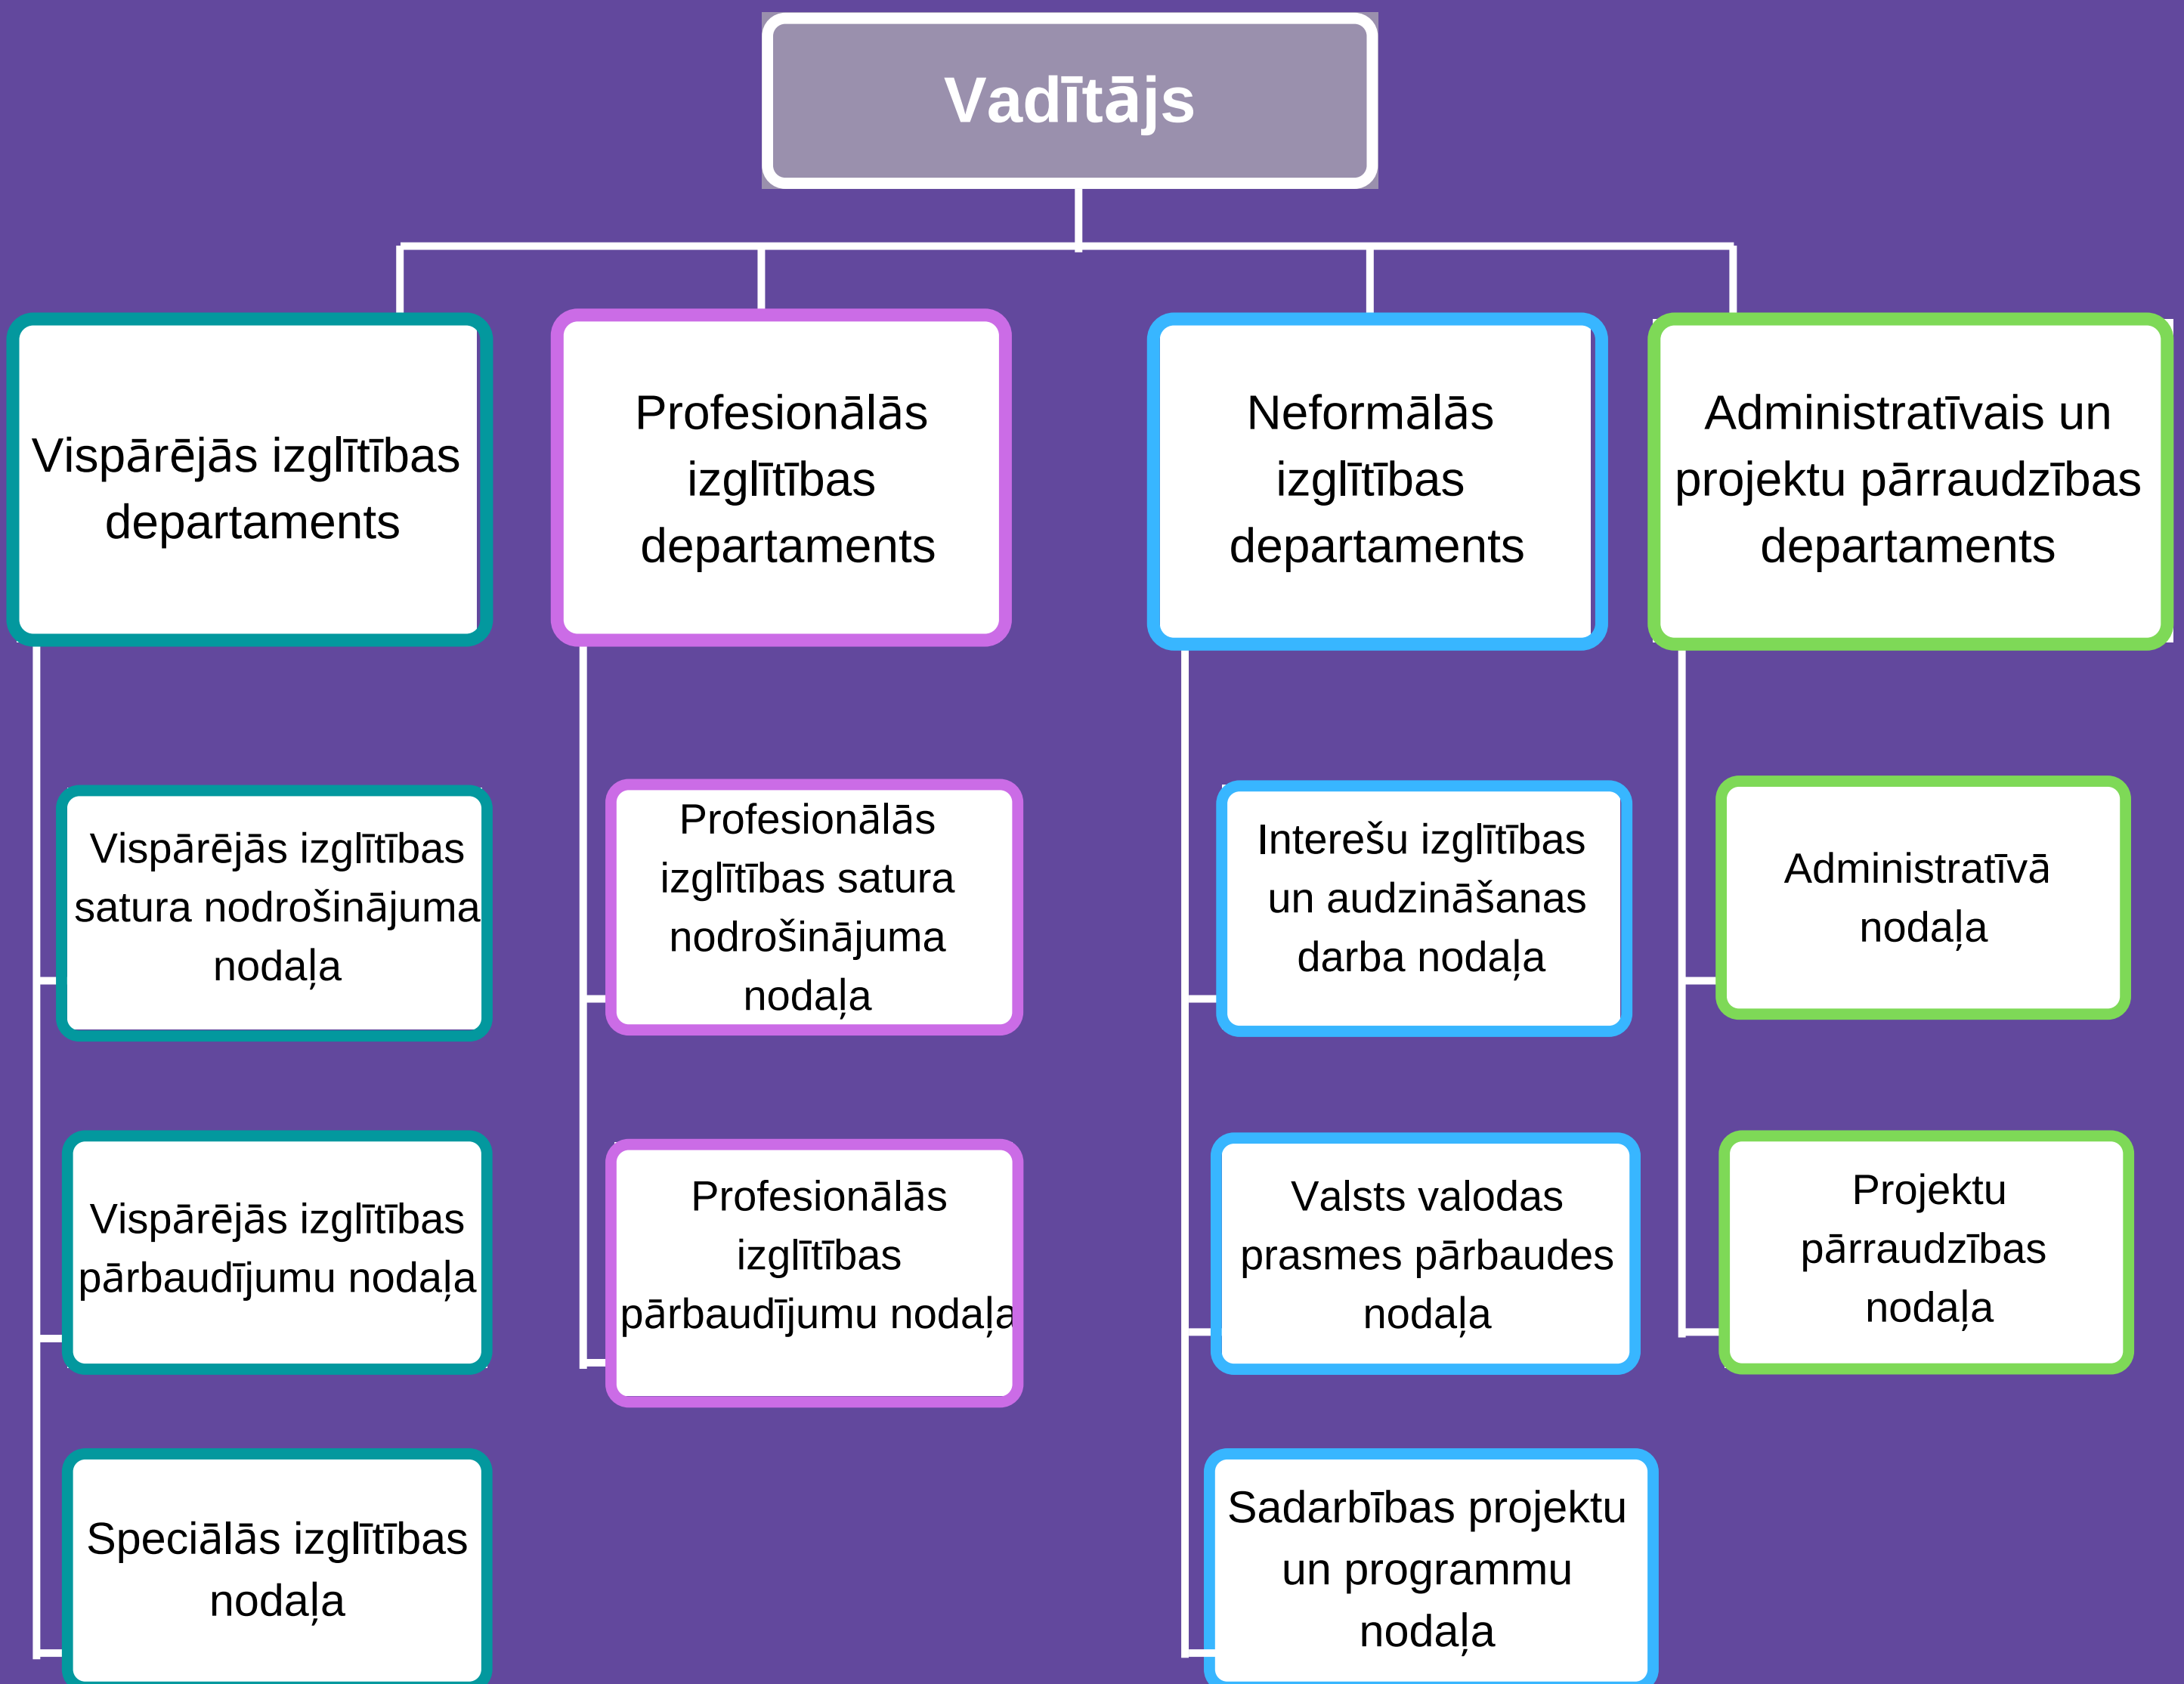 Vadītājs
Vispārējās izglītības
departaments
Profesionālās
izglītības
departaments
Neformālās
izglītības
departaments
Administratīvais un
projektu pārraudzības
departaments
Vispārējās izglītības
satura nodrošinājuma
nodaļa
Profesionālās
izglītības satura
nodrošinājuma
nodaļa
Interešu izglītības
un audzināšanas
darba nodaļa
Administratīvā
nodaļa
Vispārējās izglītības
pārbaudījumu nodaļa
Profesionālās
izglītības
pārbaudījumu nodaļa
Valsts valodas
prasmes pārbaudes
nodaļa
Projektu
pārraudzības
nodaļa
Speciālās izglītības
nodaļa
Sadarbības projektu
un programmu
nodaļa